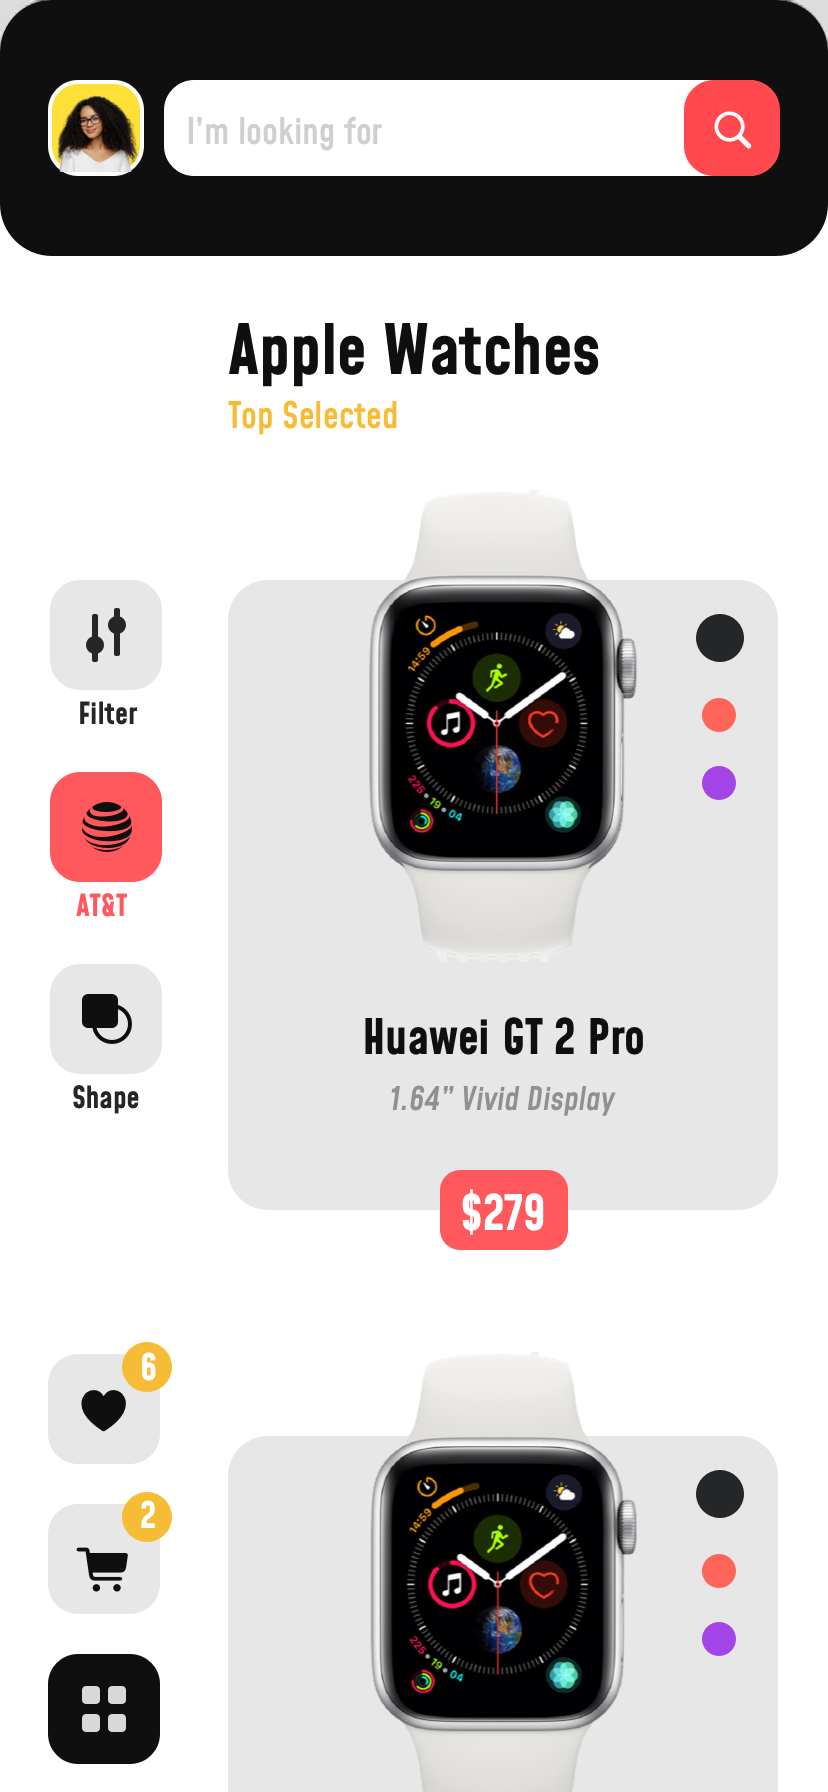 I'm looking for
Apple Watches
Top Selected
Filter
AT&T
Shape
14:59
225 • 19 • 04
Huawei GT 2 Pro
1.64” Vivid Display
$279
6
2
14:59
225 • 19 • 04